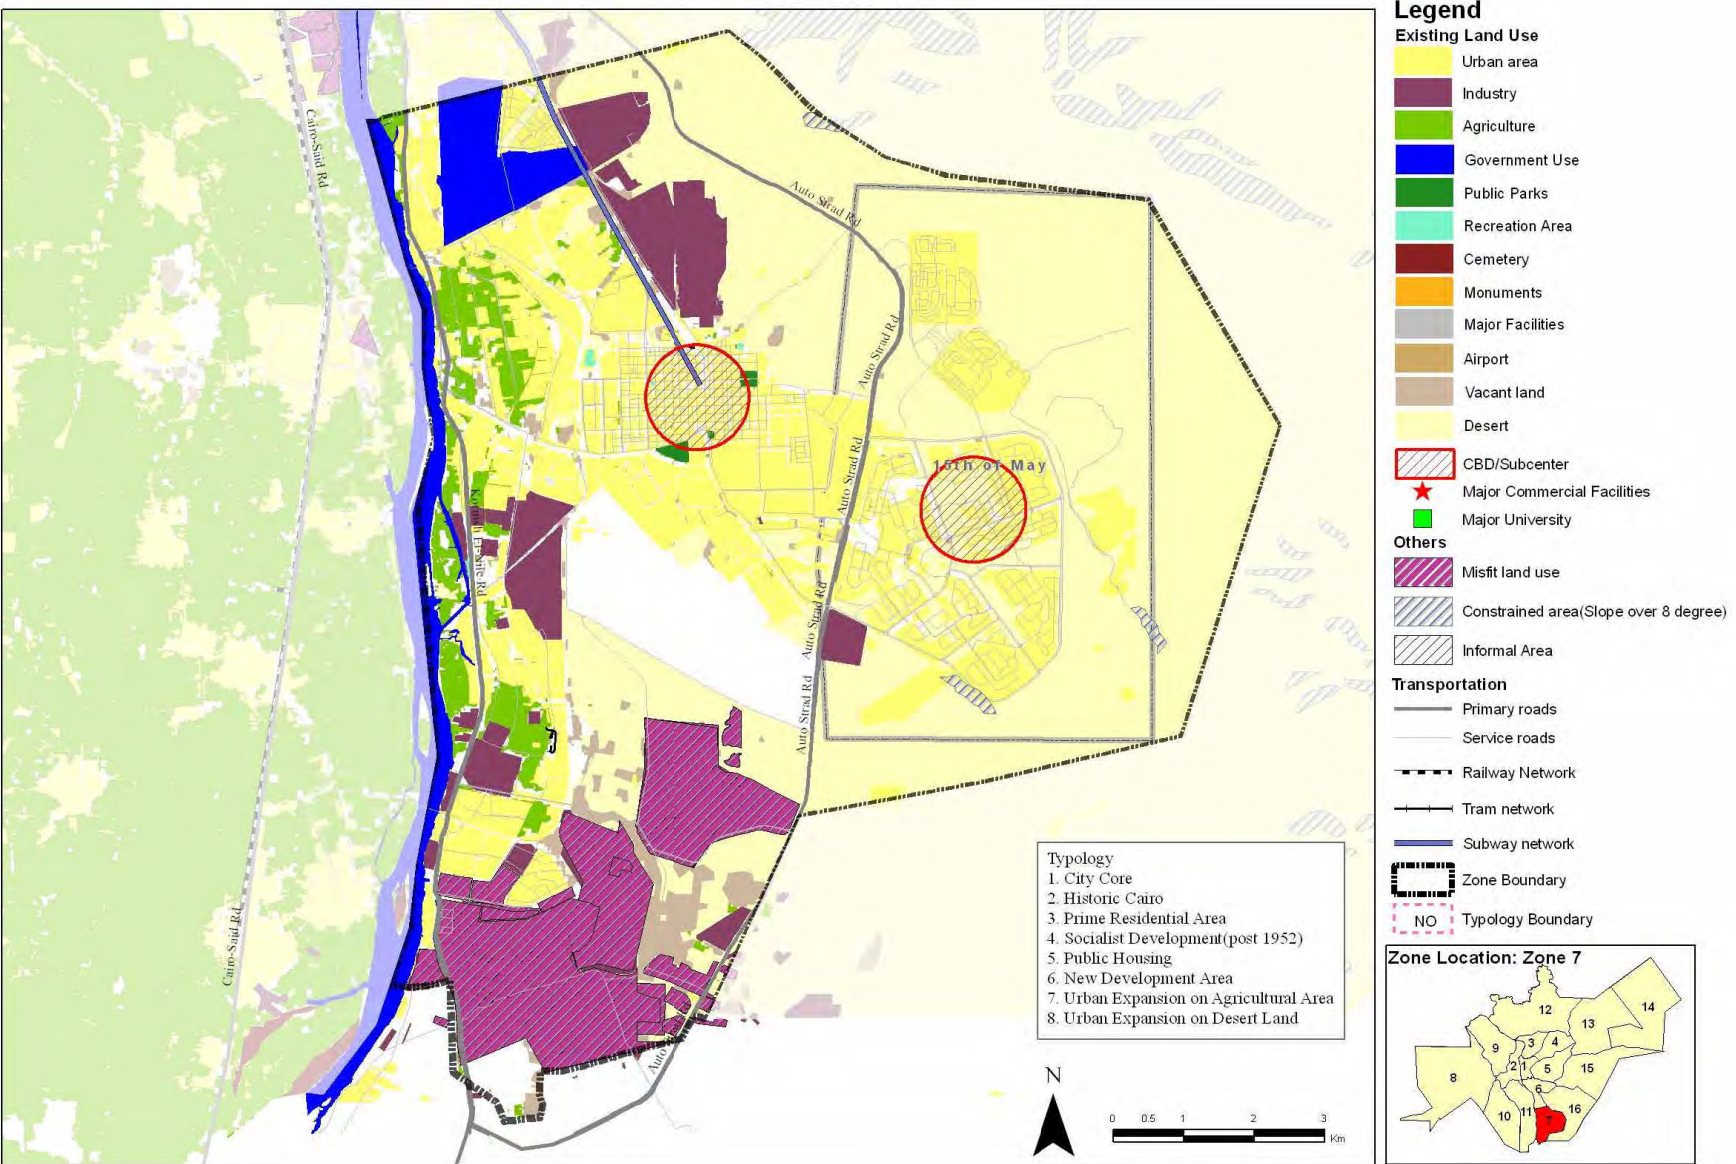 Legend
Existing Land Use
Urban area
Industry
Agriculture
Government Use
Public Parks
Recreation Area
Cemetery
Monuments
Major Facilities
Airport
Vacant land
Desert
CBD/Subcenter
Major Commercial Facilities
Major University
Others
Misfit land use
Constrained area(Slope over 8 degree)
Informal Area
Transportation
Primary roads
Service roads
Railway Network
Tram network
Subway network
Zone Boundary
NO Typology Boundary
Zone Location: Zone 7
12
14
13
3
4
9
2
1
5
15
8
6
10
11
7
16
Cairo-Said Rd
Auto Strad Rd
Auto Strad Rd
Auto Strad Rd
15th of May
Auto Strad Rd
Auto Strad Rd
Cairo-Said Rd
Auto
Typology
1. City Core
2. Historic Cairo
3. Prime Residential Area
4. Socialist Development(post 1952)
5. Public Housing
6. New Development Area
7. Urban Expansion on Agricultural Area
8. Urban Expansion on Desert Land
N
0 0.5 1 2 3
Km